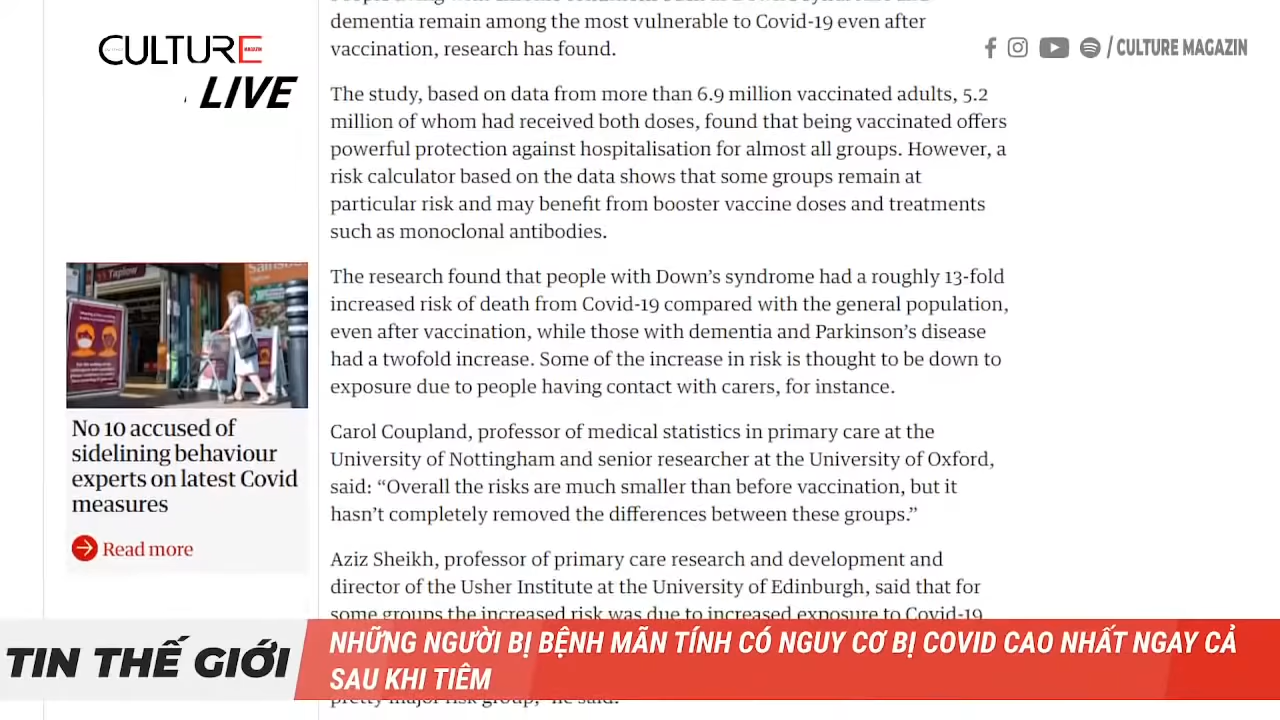 dementia remain among the most vulnerable to Covid-19 even after
vaccination, research has found.
CULTURE
LIVE
/ CULTURE MAGAZIN
The study, based on data from more than 6.9 million vaccinated adults, 5.2
million of whom had received both doses, found that being vaccinated offers
powerful protection against hospitalisation for almost all groups. However, a
risk calculator based on the data shows that some groups remain at
particular risk and may benefit from booster vaccine doses and treatments
such as monoclonal antibodies.
The research found that people with Down’s syndrome had a roughly 13-fold
increased risk of death from Covid-19 compared with the general population,
even after vaccination, while those with dementia and Parkinson’s disease
had a twofold increase. Some of the increase in risk is thought to be down to
exposure due to people having contact with carers, for instance.
No 10 accused of
sidelining behaviour
experts on latest Covid
measures
Read more
Carol Coupland, professor of medical statistics in primary care at the
University of Nottingham and senior researcher at the University of Oxford,
said: “Overall the risks are much smaller than before vaccination, but it
hasn’t completely removed the differences between these groups.”
Aziz Sheikh, professor of primary care research and development and
director of the Usher Institute at the University of Edinburgh, said that for
some groups the increased risk was due to increased exposure to Covid-19
TIN THẾ GIỚI
NHỮNG NGƯỜI BỊ BỆNH MÃN TÍNH CÓ NGUY CƠ BỊ COVID CAO NHẤT NGAY CẢ
SAU KHI TIÊM